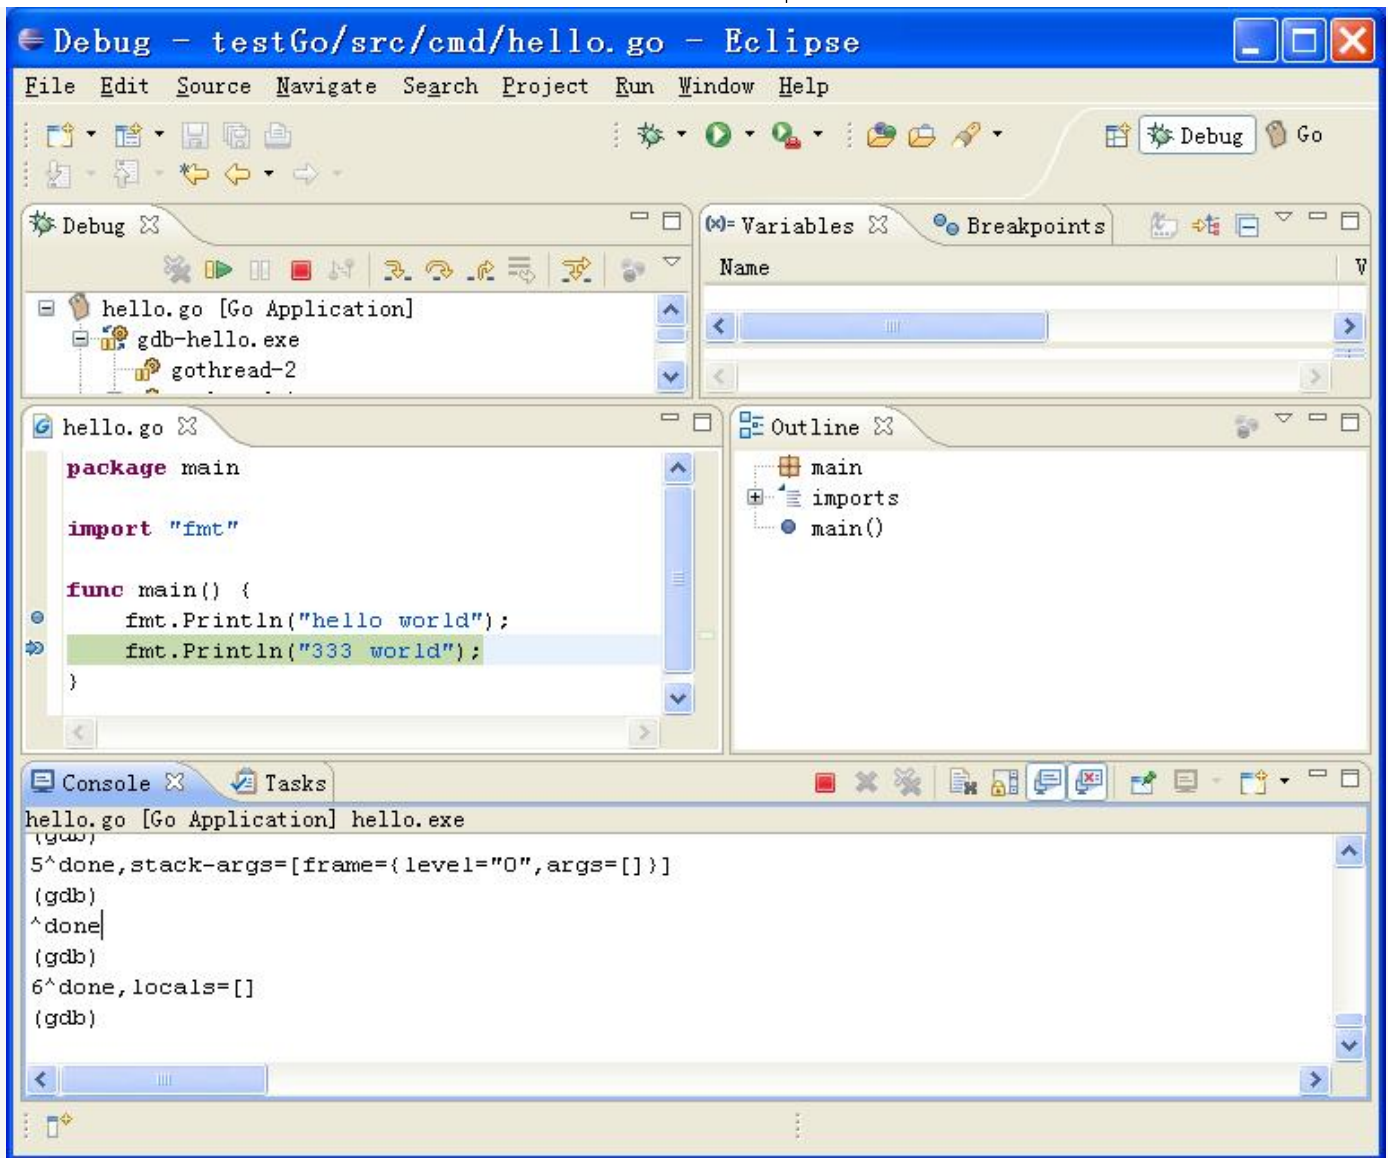 Debug - testGo/src/cmd/hello.go - Eclipse
File Edit Source Navigate Search Project Run Window Help
Debug Go
Debug
Variables Breakpoints
Name V
hello.go [Go Application]
gdb-hello.exe
gothread-2
hello.go
package main
import "fmt"
func main() {
fmt.Println("hello world");
fmt.Println("333 world");
}
Outline
main
imports
main()
Console Tasks
hello.go [Go Application] hello.exe
(gdb)
5^done,stack-args=[frame={level="0",args=[]}]
(gdb)
^done
(gdb)
6^done,locals=[]
(gdb)